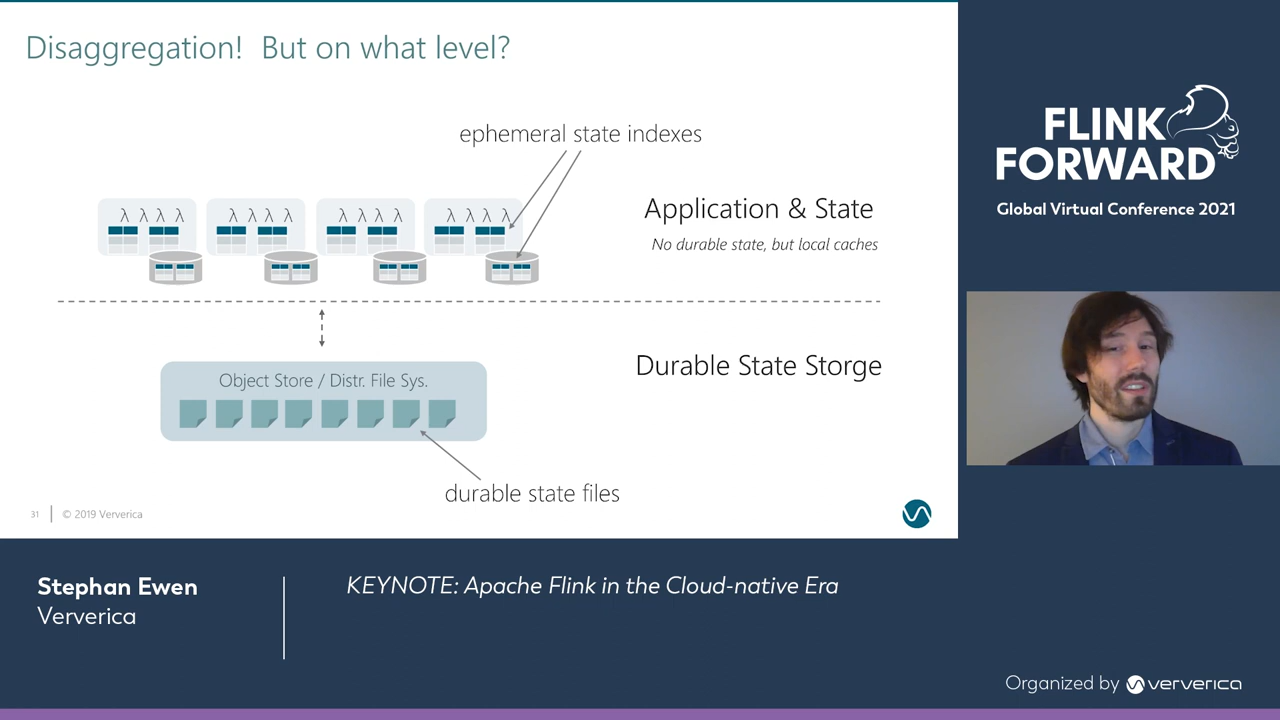 Disaggregation! But on what level?
ephemeral state indexes
λ λ λ λ λ λ λ λ λ λ λ λ λ λ λ λ
Application & State
No durable state, but local caches
Object Store / Distr. File Sys.
Durable State Storge
durable state files
31 © 2019 Ververica
FLINK
FORWARD
Global Virtual Conference 2021
Stephan Ewen
Ververica
KEYNOTE: Apache Flink in the Cloud-native Era
Organized by ververica